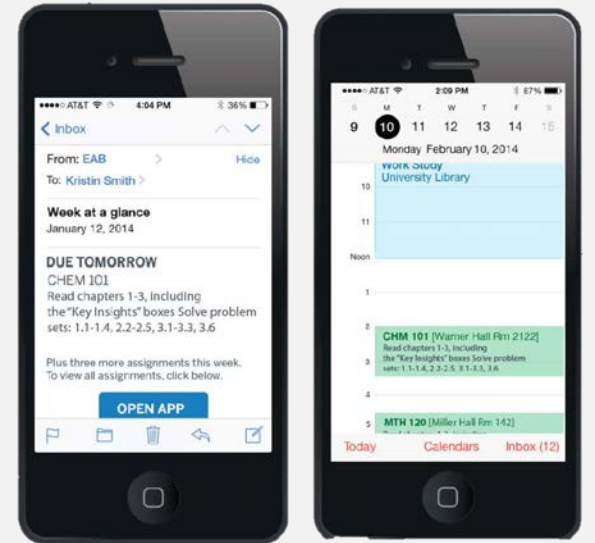 AT&T 4:04 PM 36%
Inbox
From: EAB Hide
To: Kristin Smith
Week at a glance
January 12, 2014
DUE TOMORROW
CHEM 101
Read chapters 1-3, including
the "Key Insights" boxes Solve problem
sets: 1.1-1.4, 2.2-2.5, 3.1-3.3, 3.6
Plus three more assignments this week.
To view all assignments, click below.
OPEN APP
AT&T 2:09 PM 87%
S M T W T F S
9 10 11 12 13 14 15
Monday February 10, 2014
Work Study
10 University Library
11
Noon
1
2
CHM 101 [Warner Hall Rm 2122]
Read chapters 1-3, including
3 the "Key Insights" boxes Solve problem
sets: 1.1-1.4, 2.2-2.5, 3.1-3.3, 3.6
4
5 MTH 120 [Miller Hall Rm 142]
Today Calendars Inbox (12)